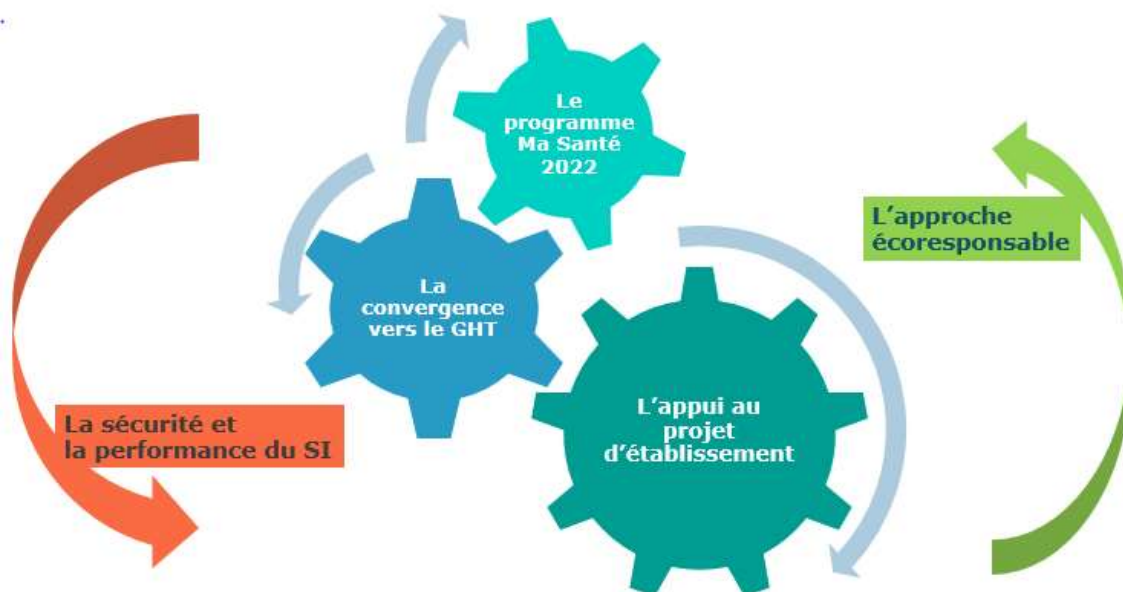 Le
programme
Ma Santé
2022
La
convergence
vers le GHT
L'approche
écoresponsable
La sécurité et
la performance du SI
L'appui au
projet
d'établissement